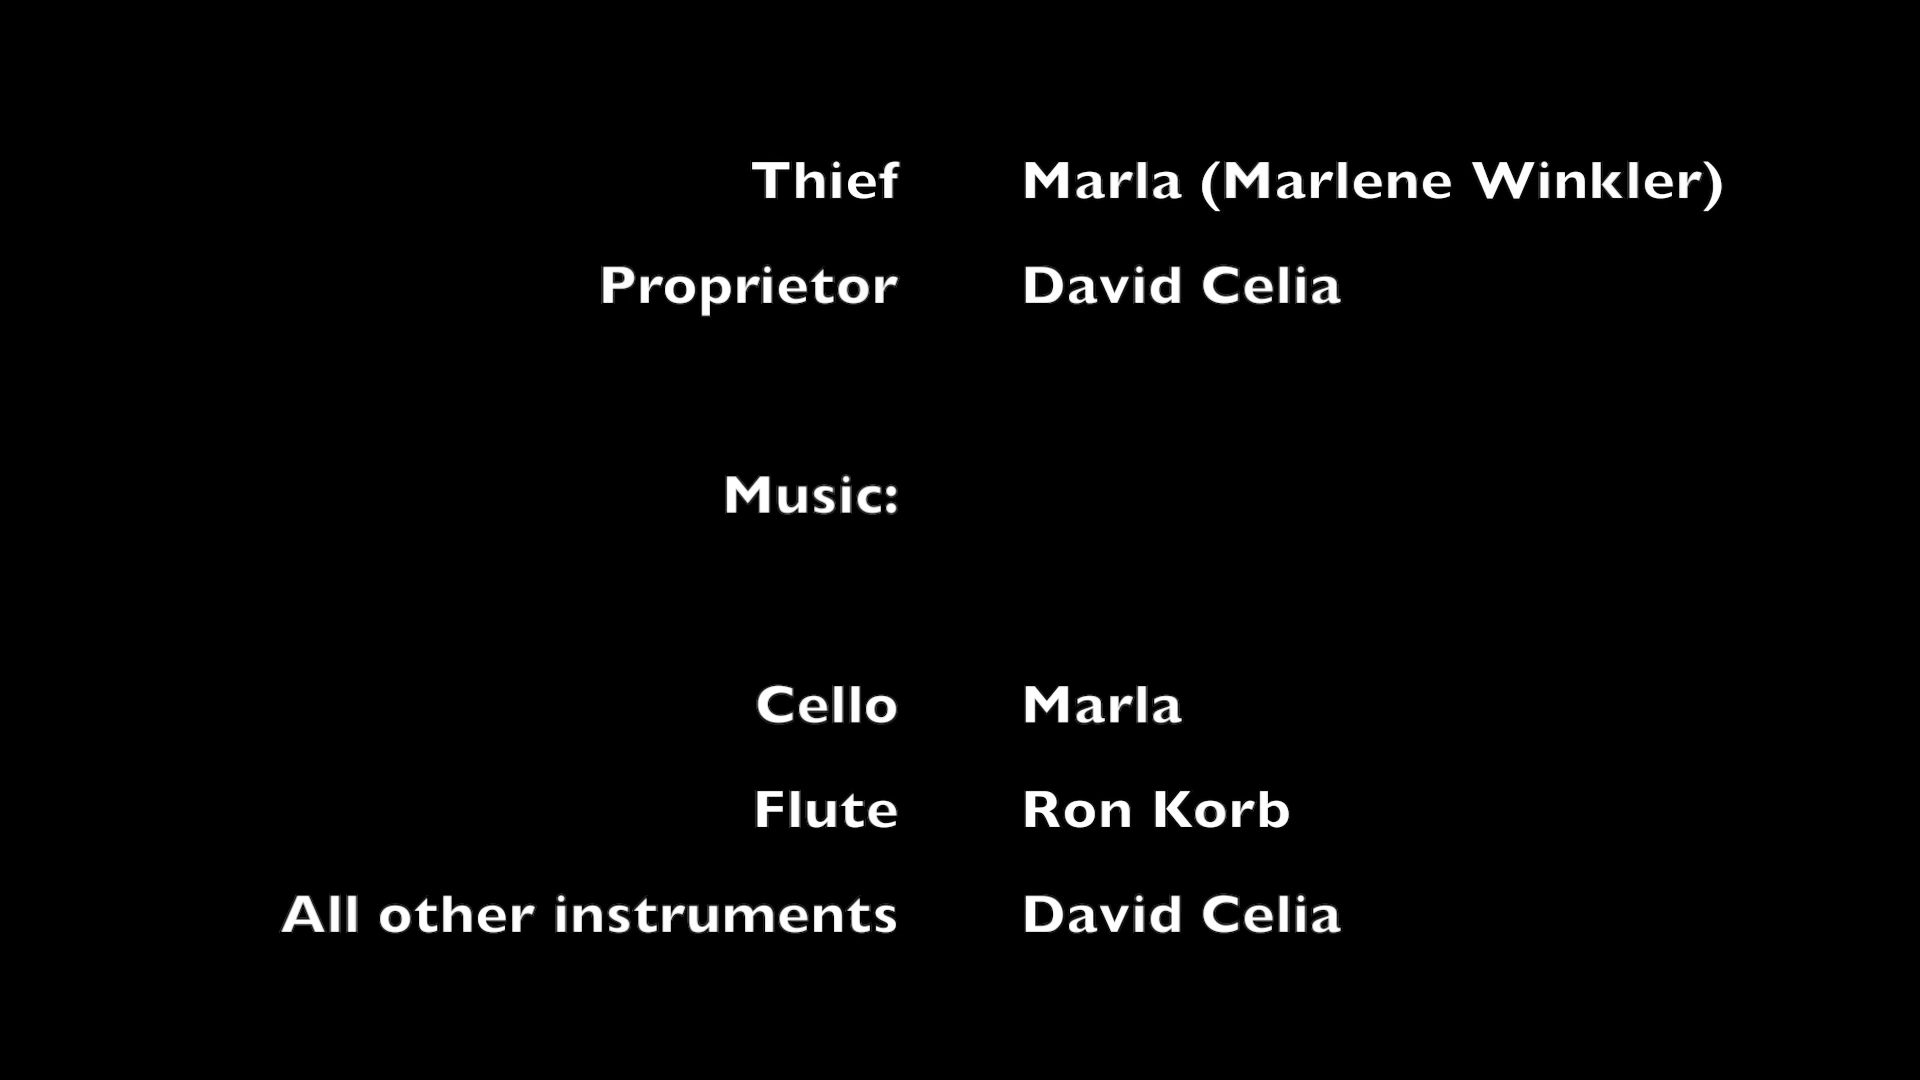 Thief Marla (Marlene Winkler)
Proprietor David Celia
Music:
Cello Marla
Flute Ron Korb
All other instruments David Celia